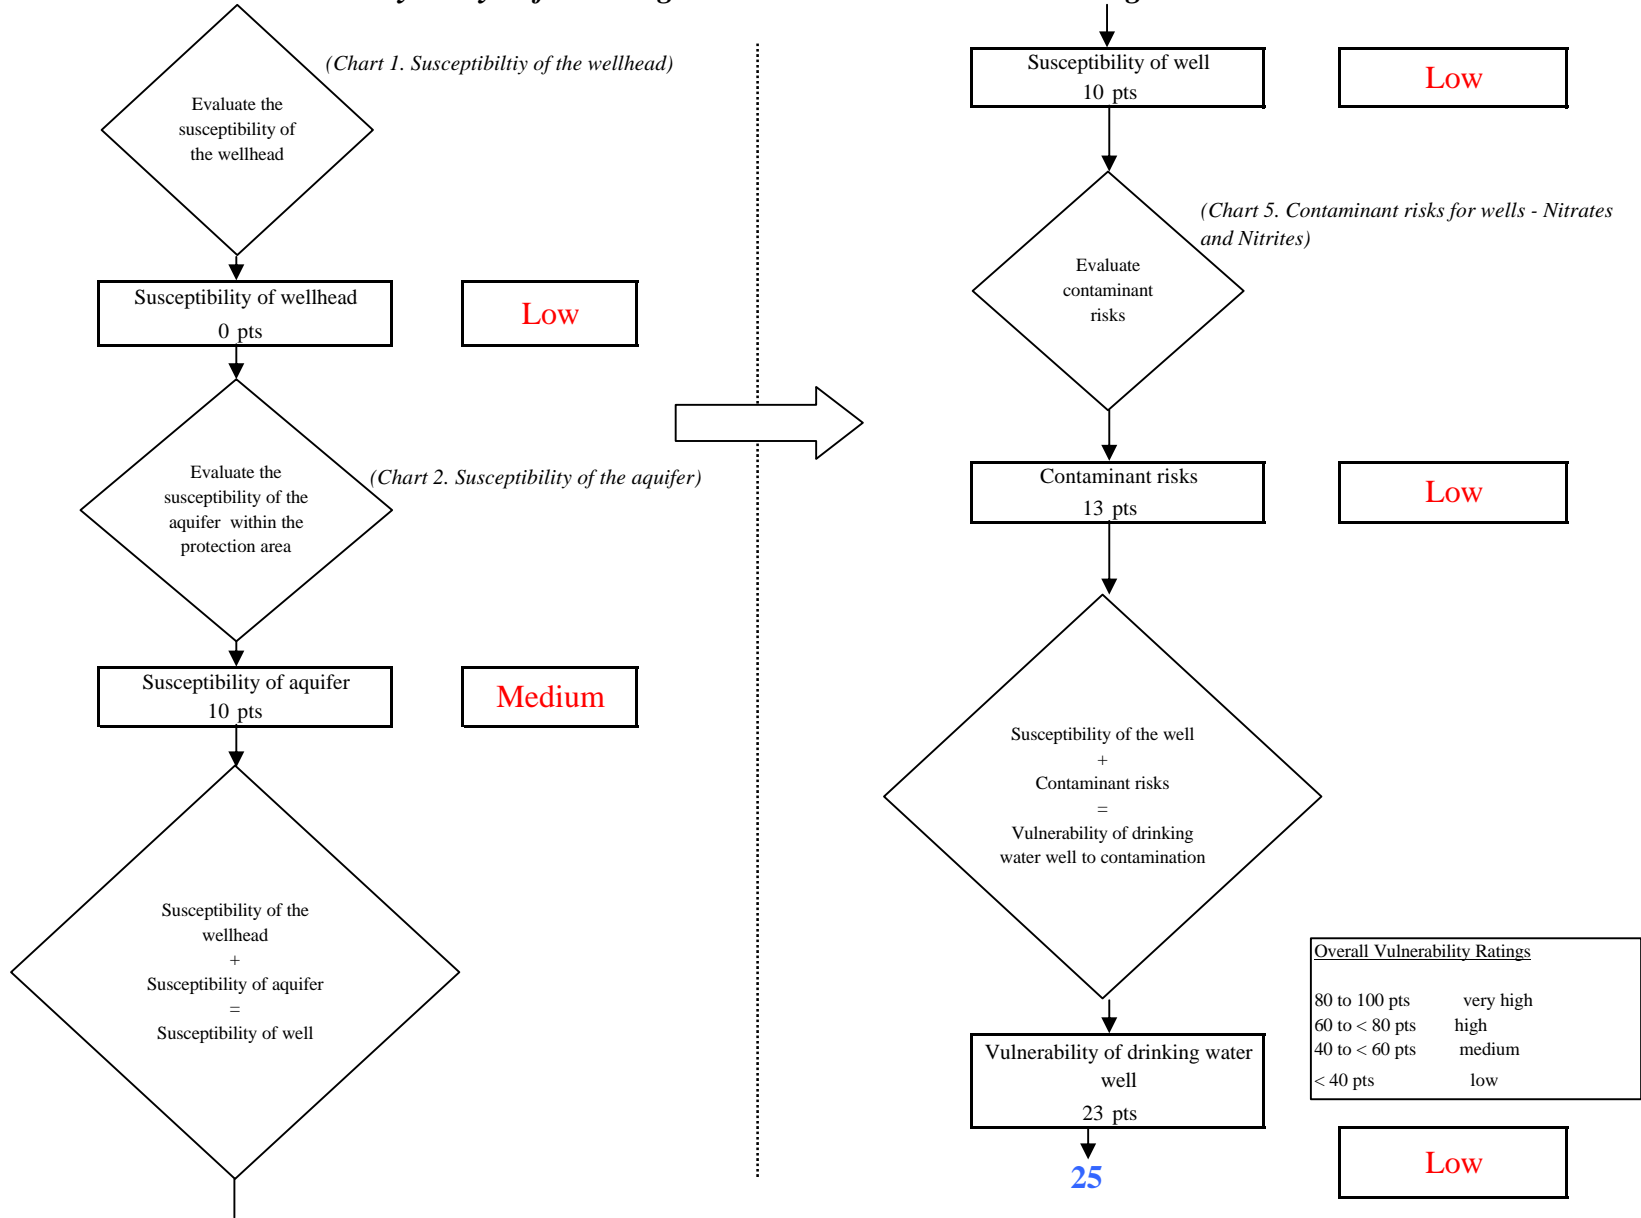 (Chart 1. Susceptibiltiy of the wellhead)
Evaluate the
susceptibility of
the wellhead
Susceptibility of wellhead
0 pts
Low
Evaluate the
susceptibility of the
aquifer within the
protection area
(Chart 2. Susceptibility of the aquifer)
Susceptibility of aquifer
10 pts
Medium
Susceptibility of the
wellhead
+
Susceptibility of aquifer
=
Susceptibility of well
Susceptibility of well
10 pts
Low
(Chart 5. Contaminant risks for wells - Nitrates
and Nitrites)
Evaluate
contaminant
risks
Contaminant risks
13 pts
Low
Susceptibility of the well
+
Contaminant risks
=
Vulnerability of drinking
water well to contamination
Overall Vulnerability Ratings
80 to 100 pts very high
60 to < 80 pts high
40 to < 60 pts medium
< 40 pts low
Vulnerability of drinking water
well
23 pts
25
Low